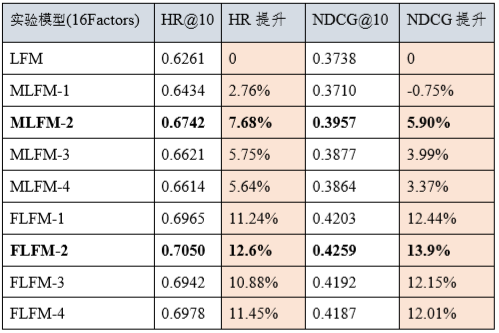 实验模型(16Factors) HR@10 HR 提升 NDCG@10 NDCG 提升
LFM 0.6261 0 0.3738 0
MLFM-1 0.6434 2.76% 0.3710 -0.75%
MLFM-2 0.6742 7.68% 0.3957 5.90%
MLFM-3 0.6621 5.75% 0.3877 3.99%
MLFM-4 0.6614 5.64% 0.3864 3.37%
FLFM-1 0.6965 11.24% 0.4203 12.44%
FLFM-2 0.7050 12.6% 0.4259 13.9%
FLFM-3 0.6942 10.88% 0.4192 12.15%
FLFM-4 0.6978 11.45% 0.4187 12.01%